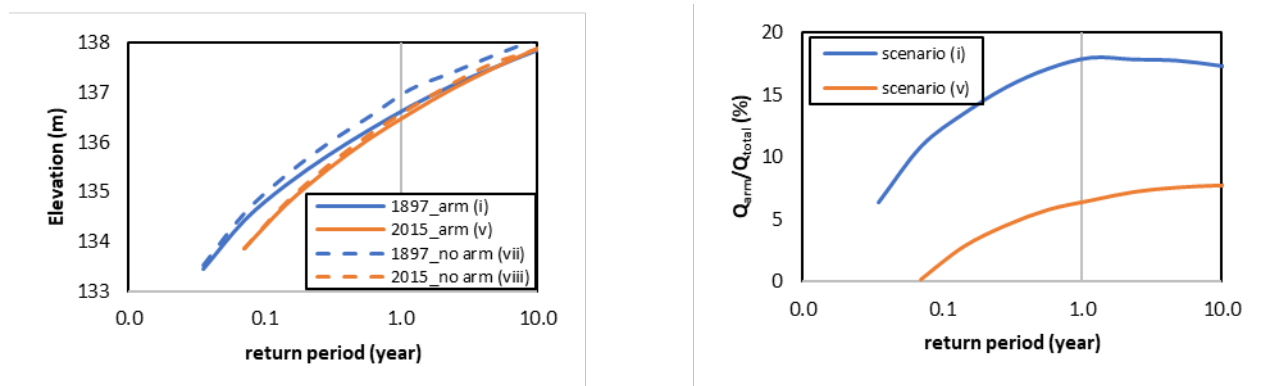 138
137
136
135
134
133
Elevation (m)
1897_arm (i)
2015_arm (v)
1897_no arm (vii)
2015_no arm (viii)
0.0 0.1 1.0 10.0
return period (year)
20
15
10
5
0
Qarm/Qtotal (%)
scenario (i)
scenario (v)
0.0 0.1 1.0 10.0
return period (year)